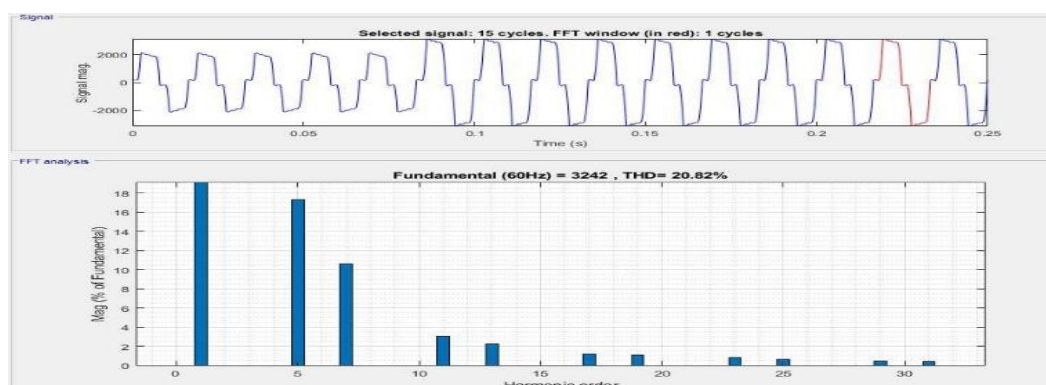 Signal
Selected signal: 15 cycles. FFT window (in red): 1 cycles
Signal mag.
2000
0
-2000
0 0.05 0.1 0.15 0.2 0.25
Time (s)
FFT analysis
Fundamental (60Hz) = 3242 , THD= 20.82%
Mag (% of Fundamental)
18
16
14
12
10
8
6
4
2
0
0 5 10 15 20 25 30
Harmonic order